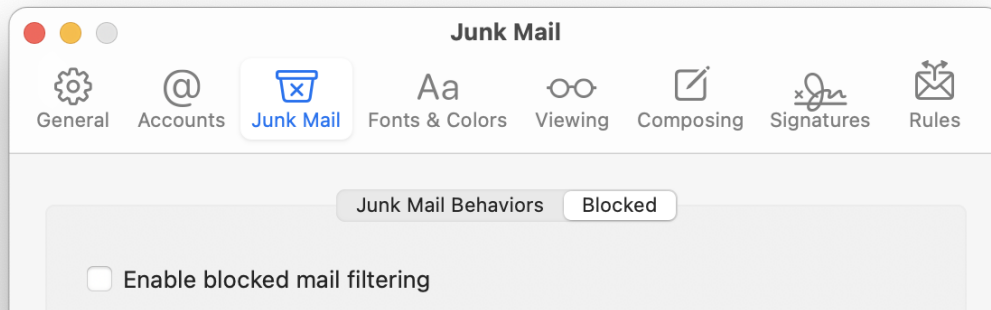 Junk Mail
General Accounts Junk Mail Fonts & Colors Viewing Composing Signatures Rules
Junk Mail Behaviors Blocked
Enable blocked mail filtering